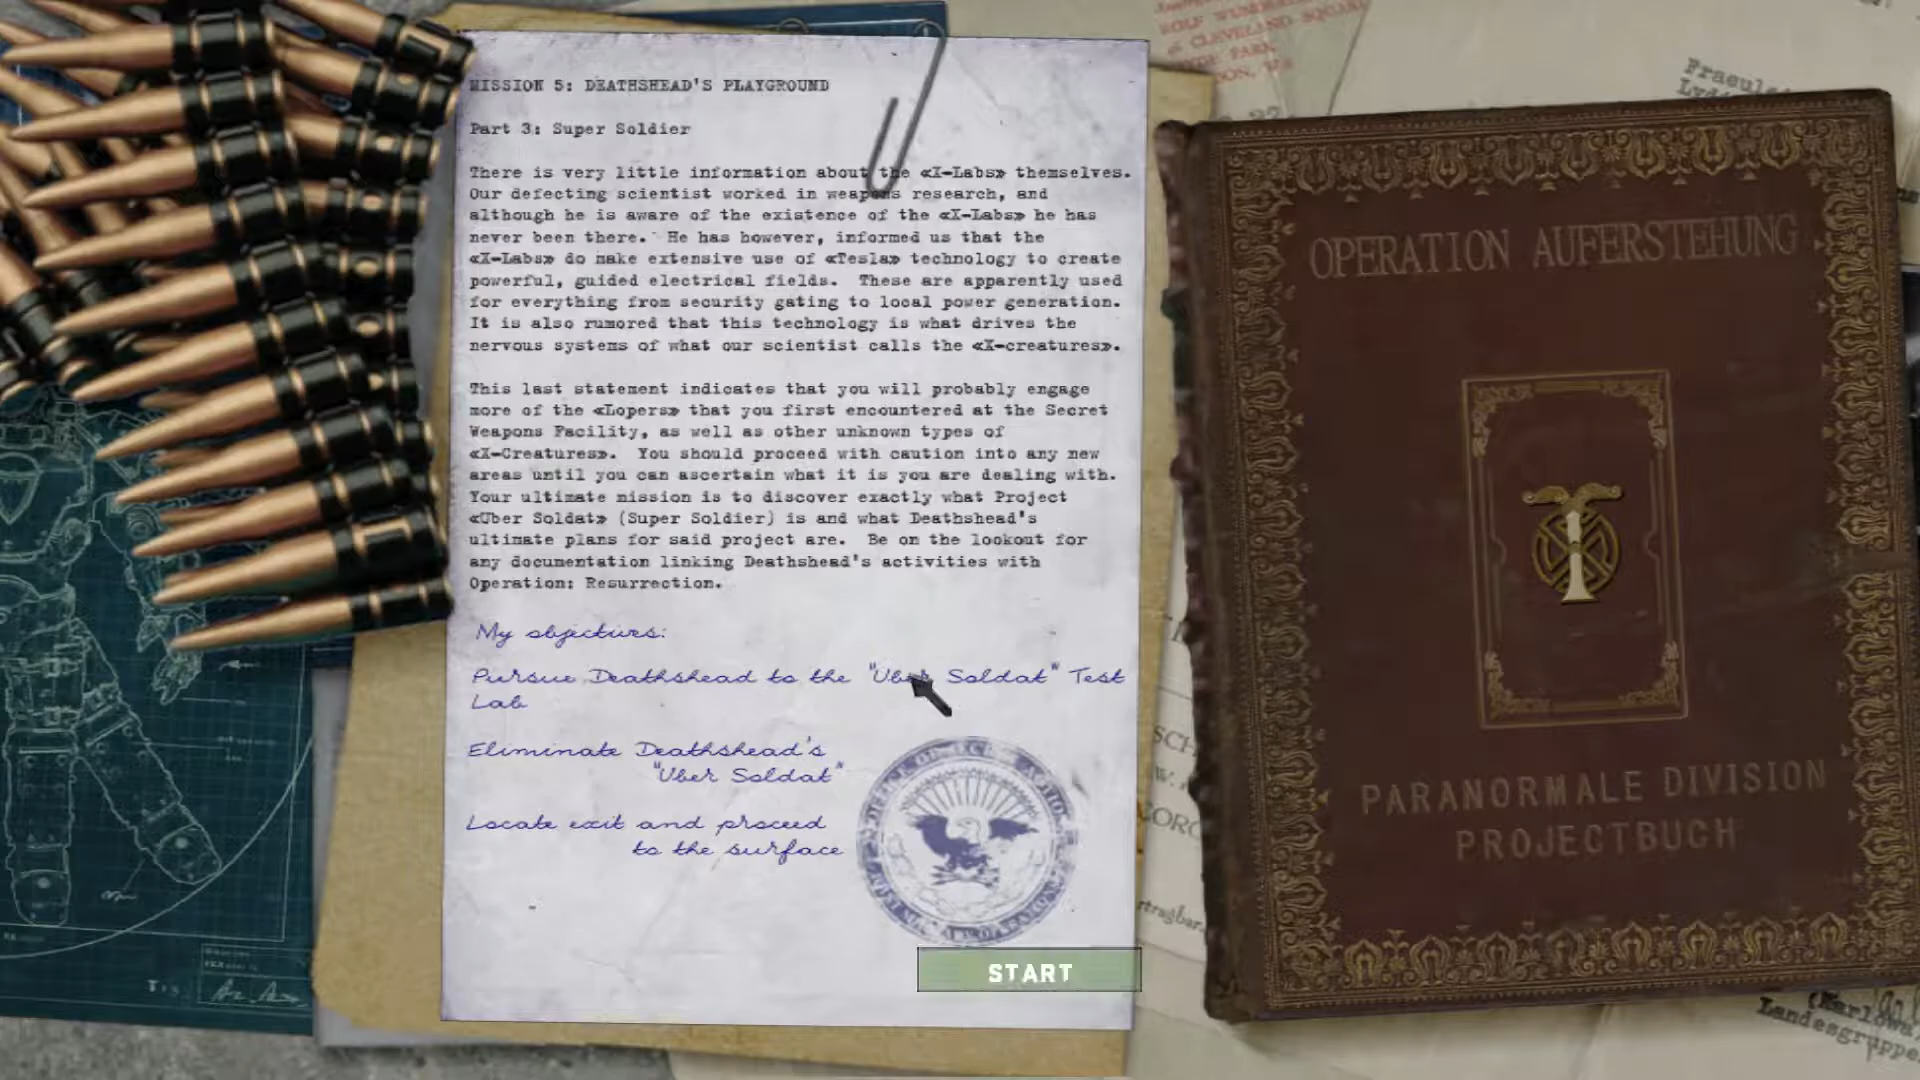 MISSION 5: DEATHSHEAD'S PLAYGROUND
Part 3: Super Soldier
There is very little information about the «X-Labs» themselves.
Our defecting scientist worked in weapons research, and
although he is aware of the existence of the «X-Labs» he has
never been there. He has however, informed us that the
«X-Labs» do make extensive use of «Tesla» technology to create
powerful, guided electrical fields. These are apparently used
for everything from security gating to local power generation.
It is also rumored that this technology is what drives the
nervous systems of what our scientist calls the «X-creatures».
This last statement indicates that you will probably engage
more of the «Lopers» that you first encountered at the Secret
Weapons Facility, as well as other unknown types of
«X-Creatures». You should proceed with caution into any new
areas until you can ascertain what it is you are dealing with.
Your ultimate mission is to discover exactly what Project
«Uber Soldat» (Super Soldier) is and what Deathshead's
ultimate plans for said project are. Be on the lookout for
any documentation linking Deathshead's activities with
Operation: Resurrection.
My objectives:
Pursue Deathshead to the "Uber Soldat" Test
Lab
Eliminate Deathshead's
"Uber Soldat"
Locate exit and proceed
to the surface
START
OPERATION AUFERSTEHUNG
PARANORMALE DIVISION
PROJECTBUCH
ROLF
CLEVELAND SQUARE
PARK
Landesgruppe